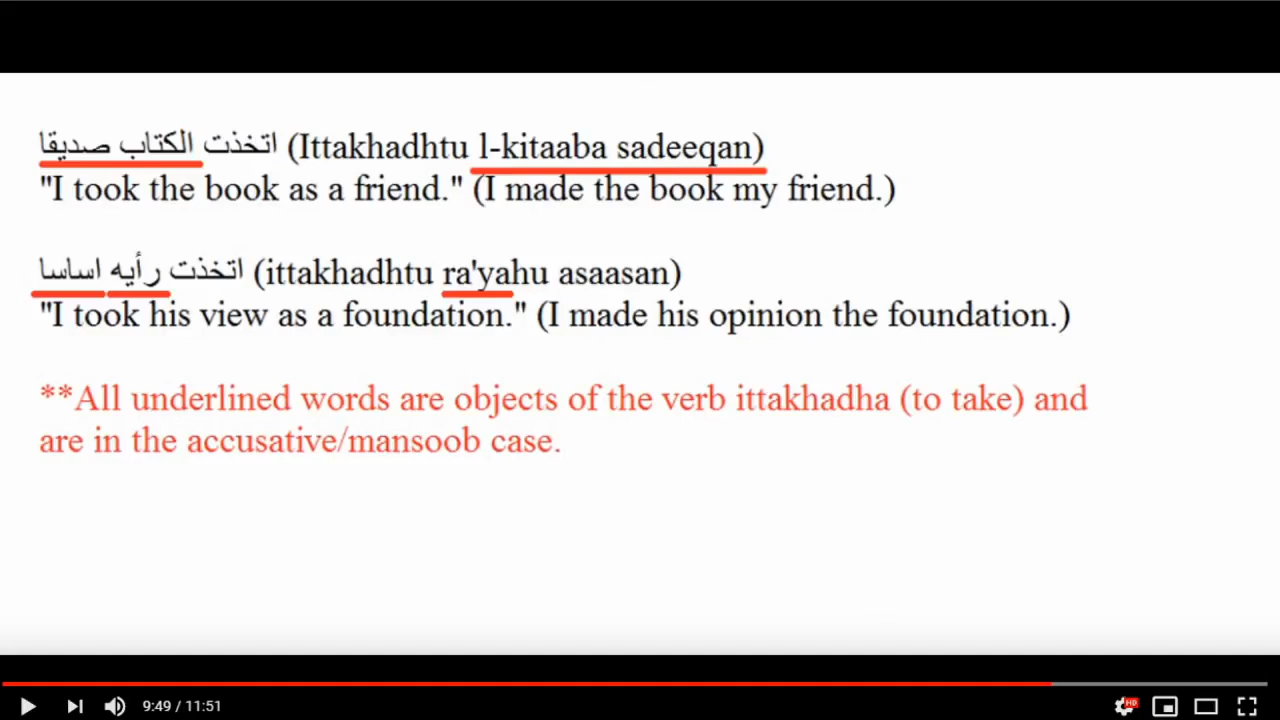 اتخذت الكتاب صديقا (Ittakhadhtu l-kitaaba sadeeqan)
"I took the book as a friend." (I made the book my friend.)
اتخذت رأيه اساسا (ittakhadhtu ra'yahu asaasan)
"I took his view as a foundation." (I made his opinion the foundation.)
**All underlined words are objects of the verb ittakhadha (to take) and
are in the accusative/mansoob case.
9:49 / 11:51
HD